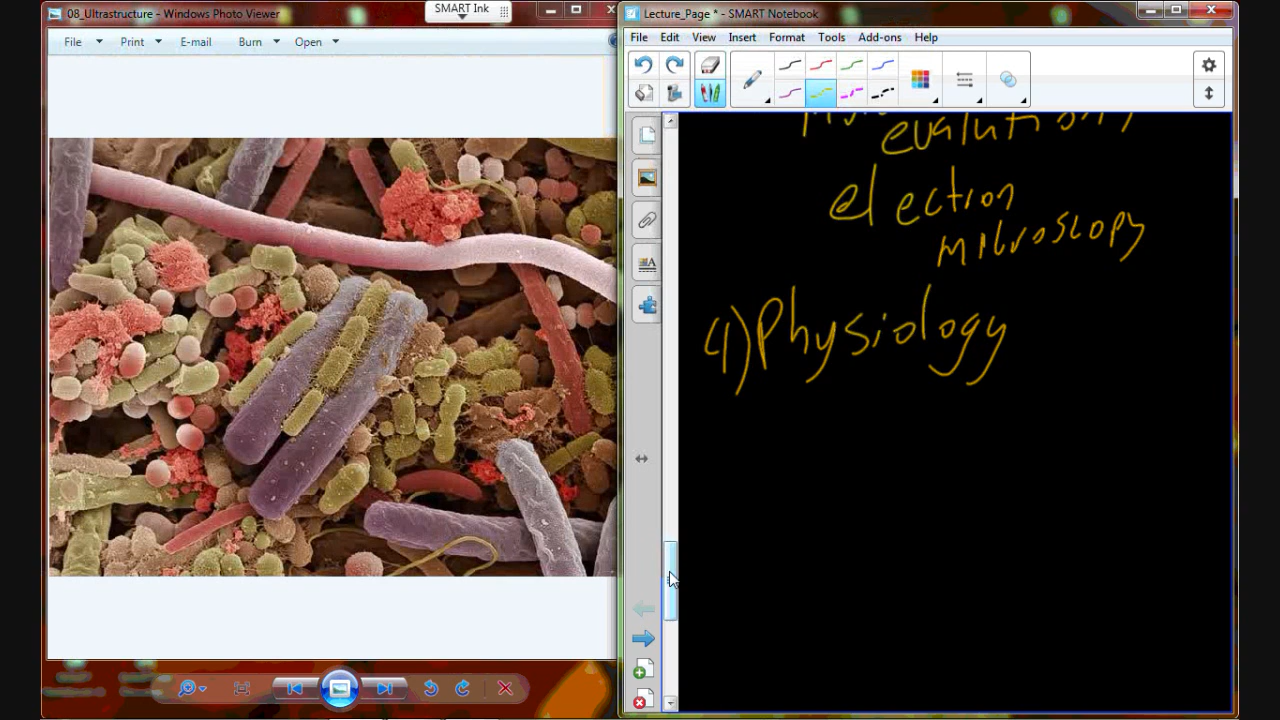 08_Ultrastructure - Windows Photo Viewer
SMART Ink
File Print E-mail Burn Open
Lecture_Page * - SMART Notebook
File Edit View Insert Format Tools Add-ons Help
evalution,
electron
microscopy
4) Physiology